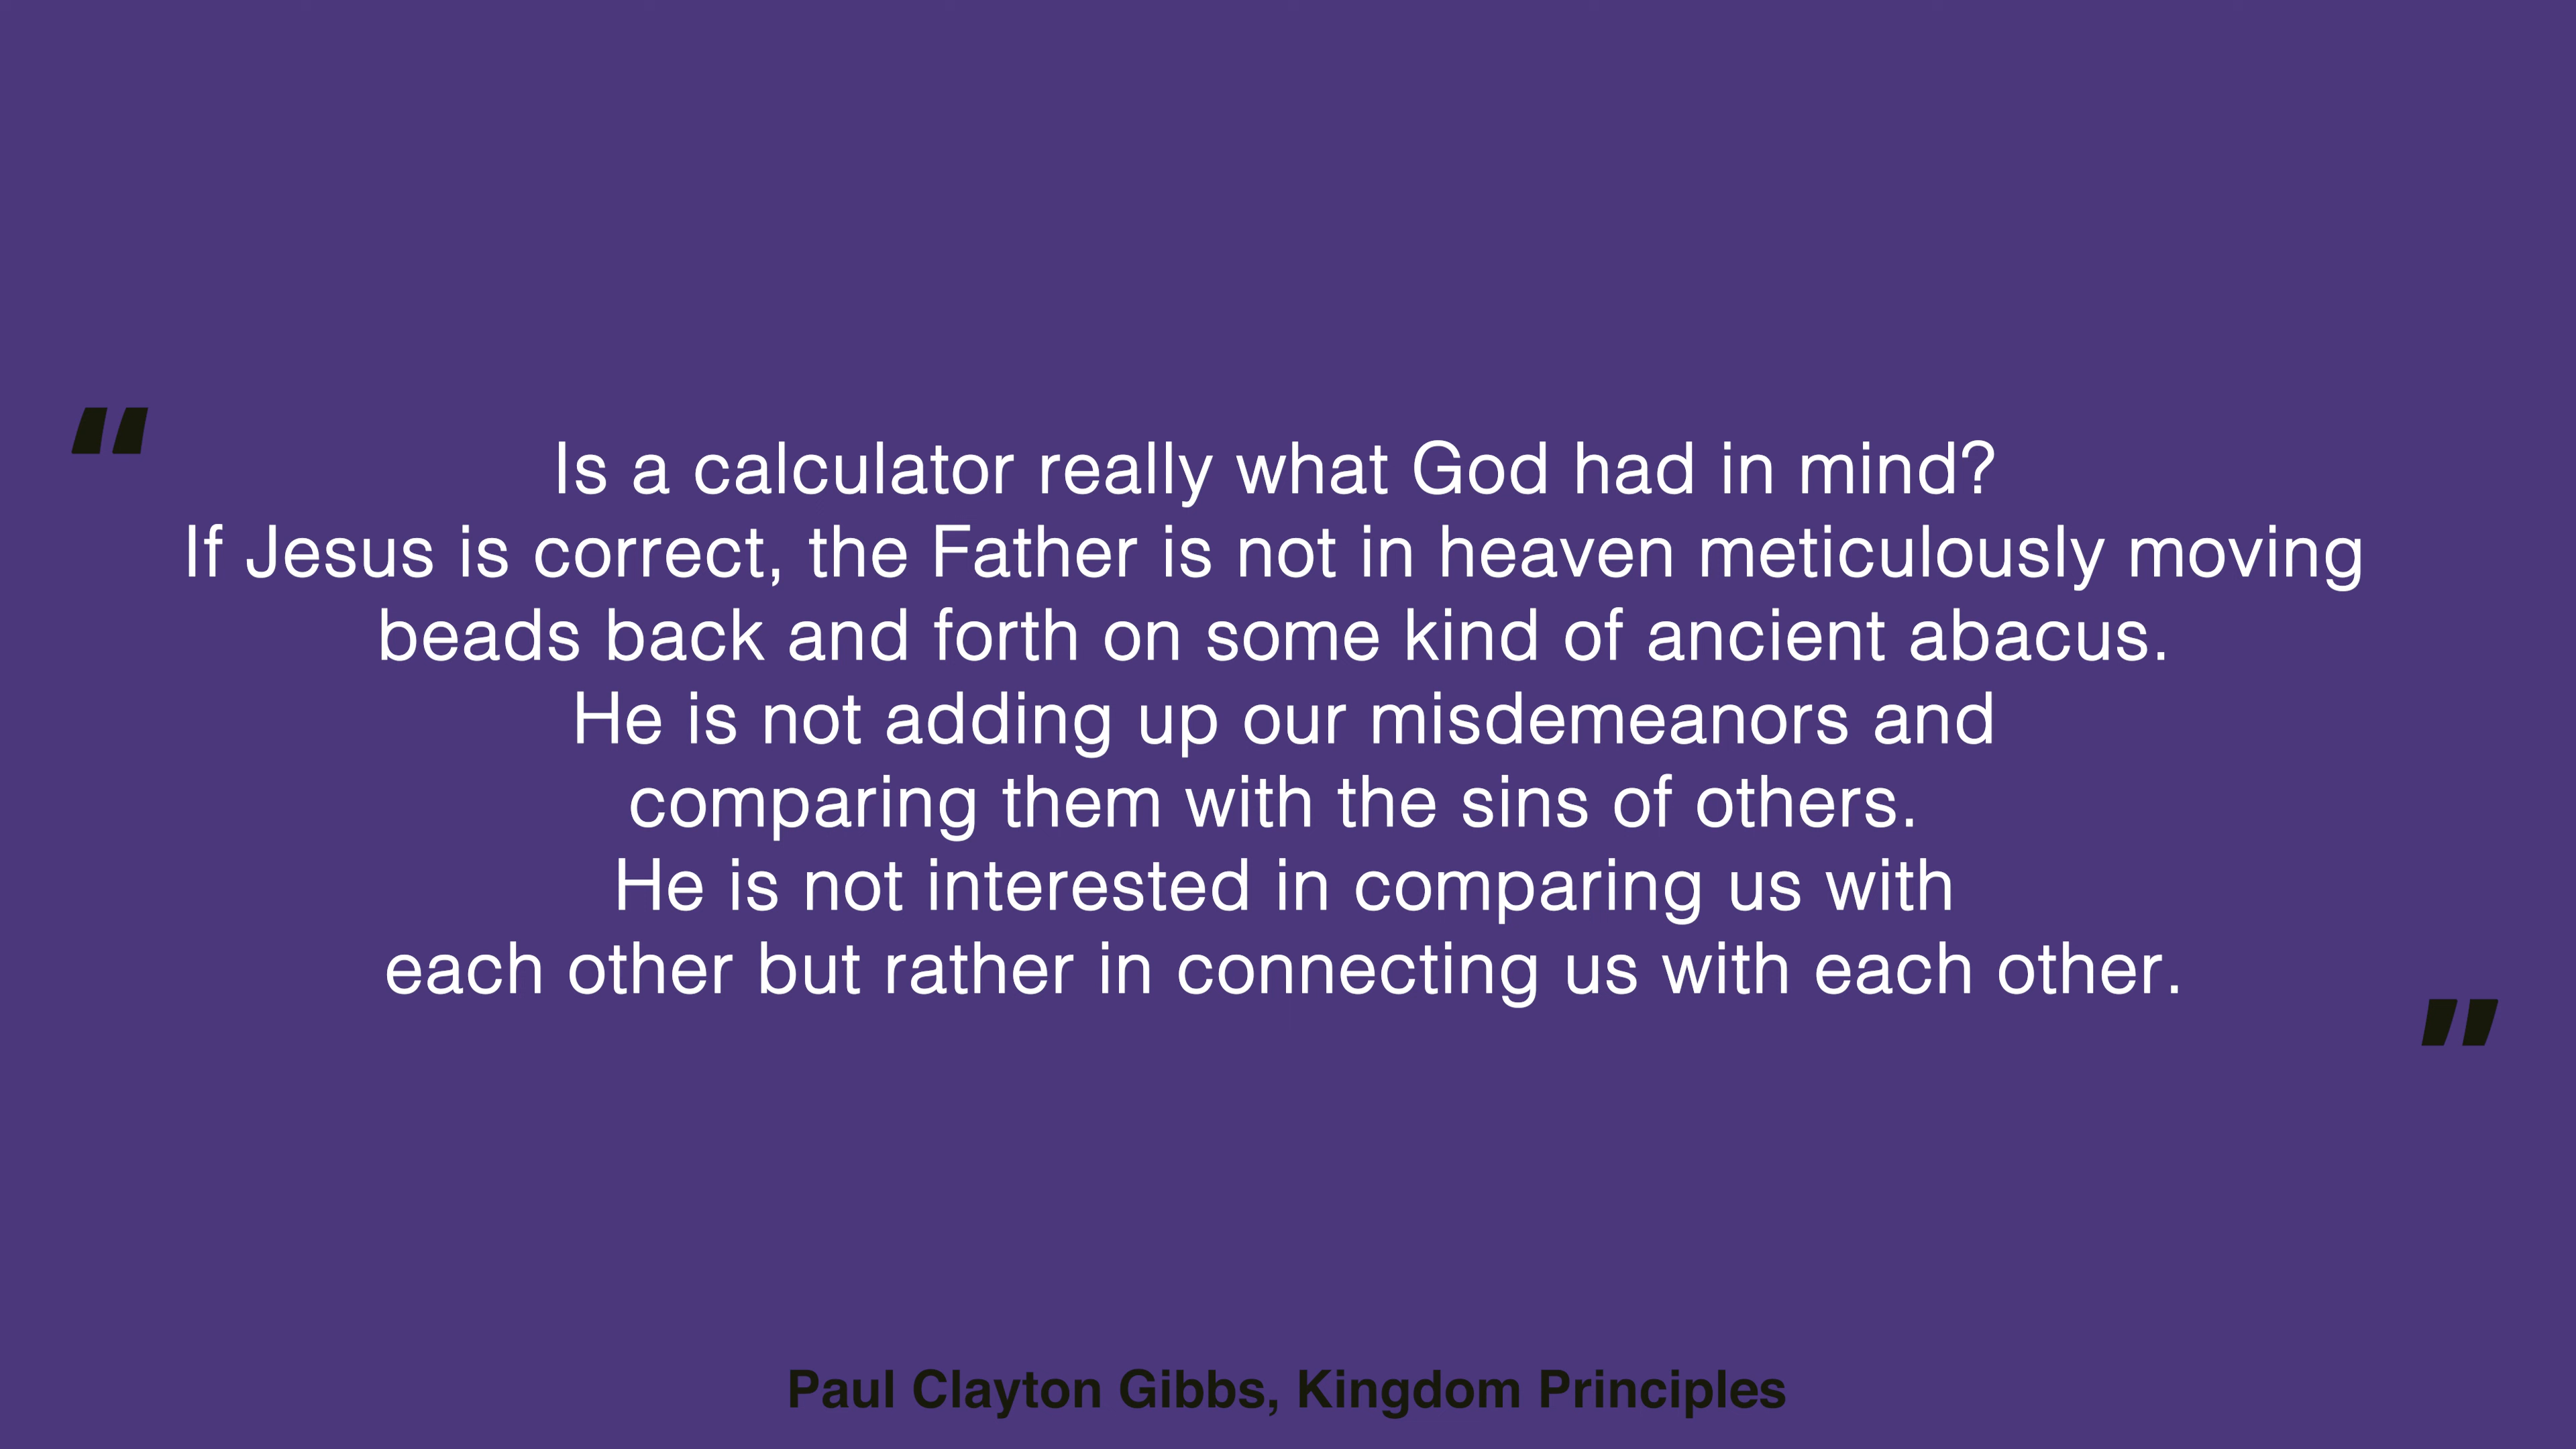 “
Is a calculator really what God had in mind?
If Jesus is correct, the Father is not in heaven meticulously moving
beads back and forth on some kind of ancient abacus.
He is not adding up our misdemeanors and
comparing them with the sins of others.
He is not interested in comparing us with
each other but rather in connecting us with each other.
”
Paul Clayton Gibbs, Kingdom Principles